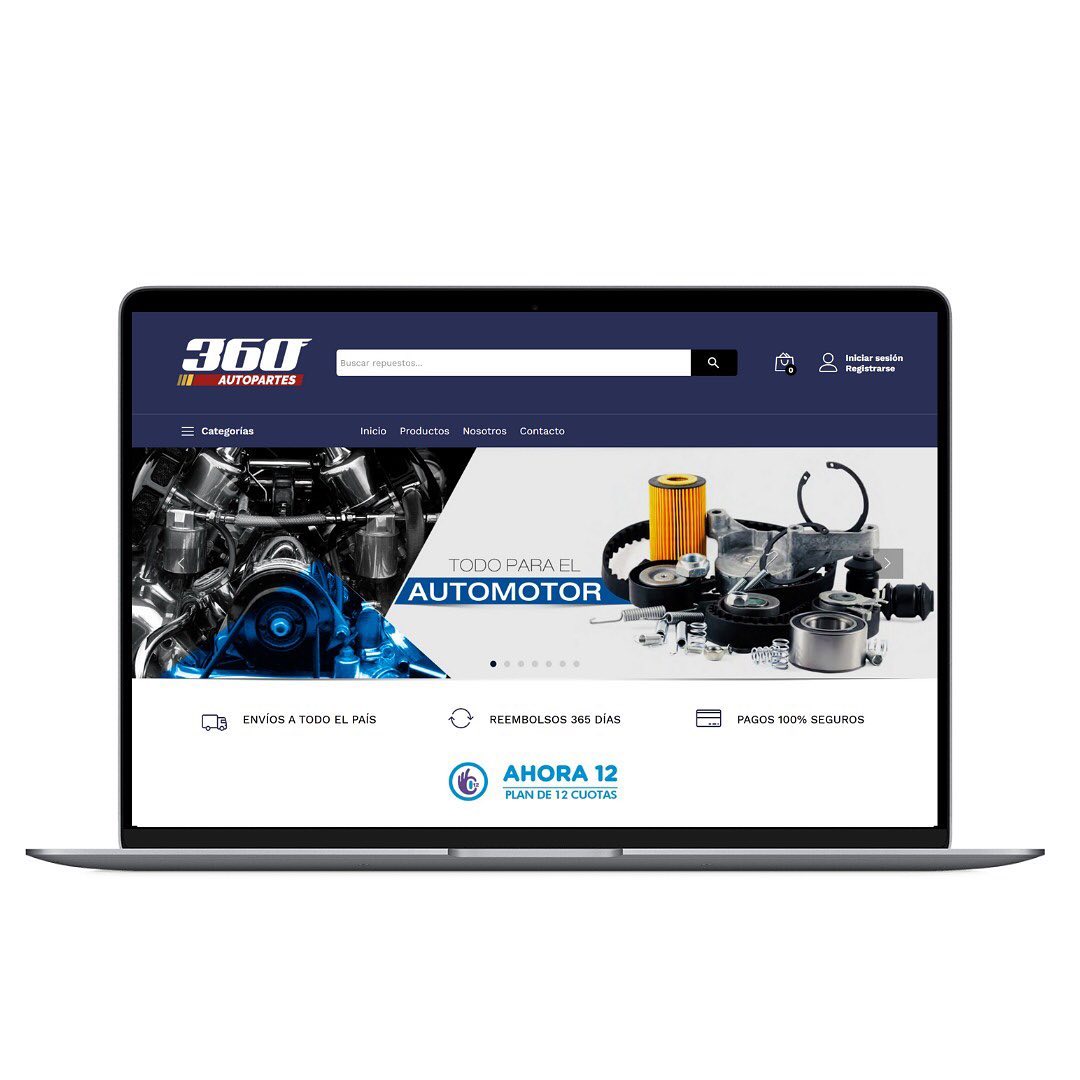 360
AUTOPARTES
Buscar repuestos...
0
Iniciar sesión
Registrarse
Categorías
Inicio Productos Nosotros Contacto
TODO PARA EL
AUTOMOTOR
ENVÍOS A TODO EL PAÍS
REEMBOLSOS 365 DÍAS
PAGOS 100% SEGUROS
12
AHORA 12
PLAN DE 12 CUOTAS